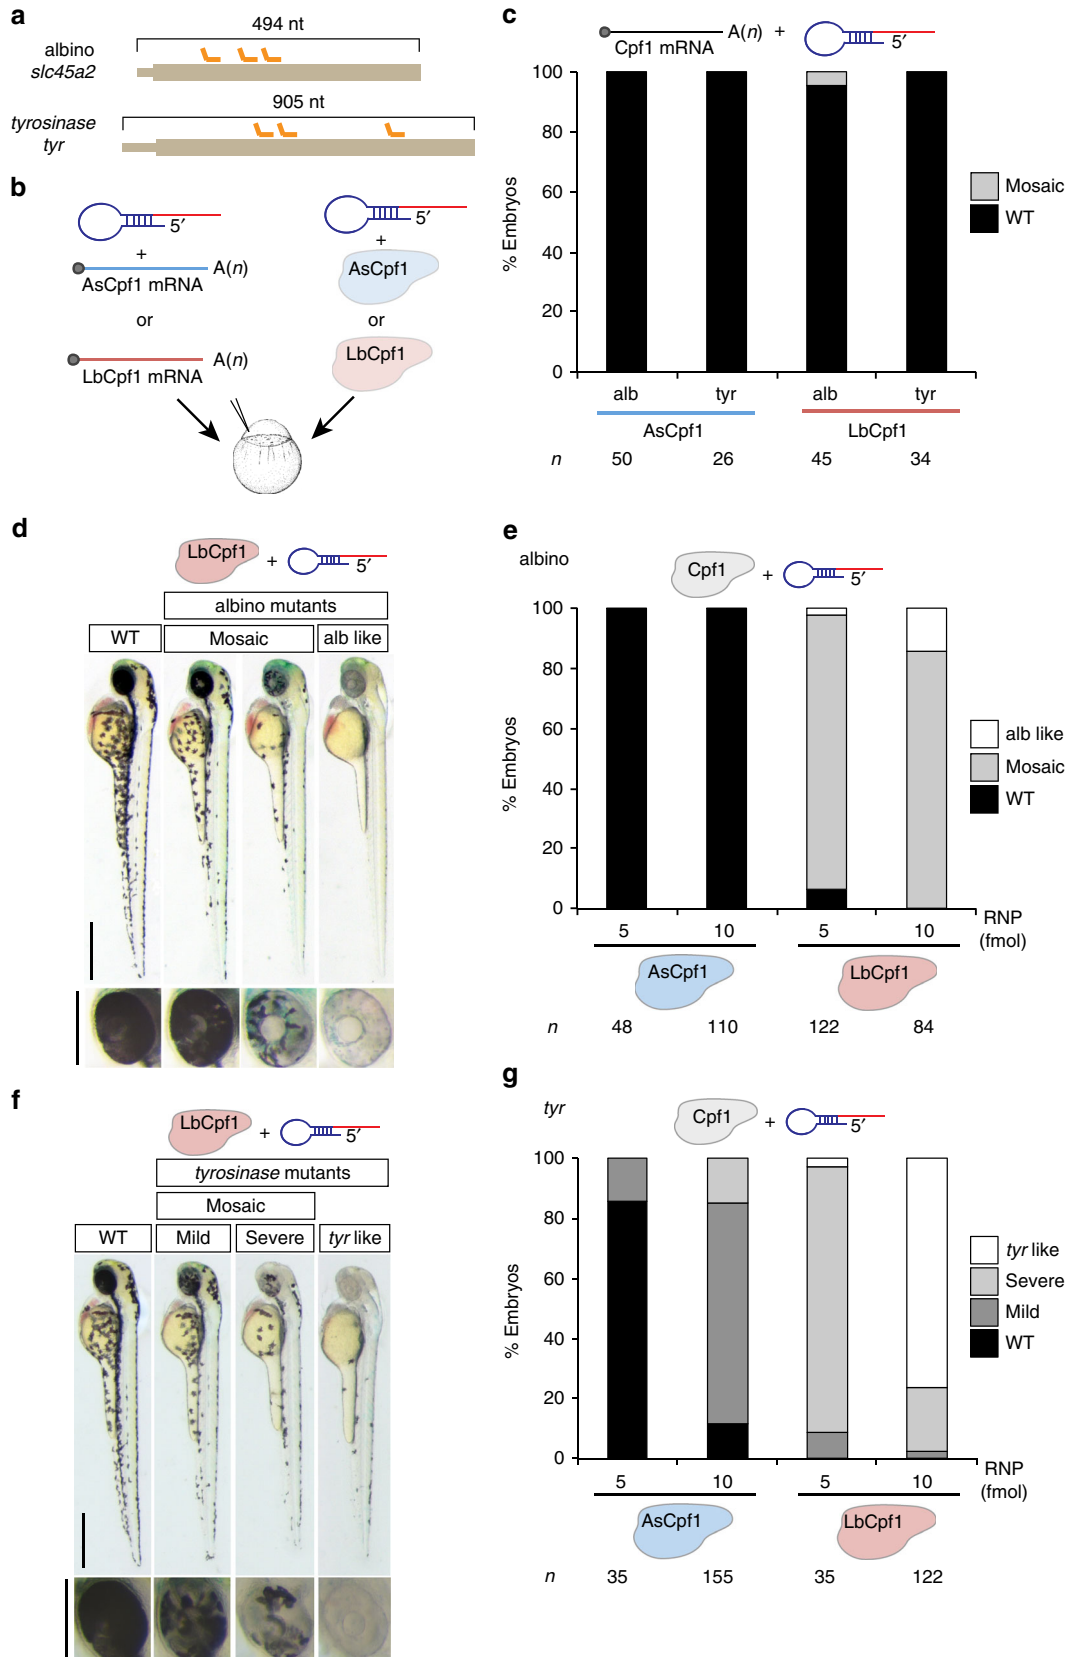 a
494 nt
albino
slc45a2
905 nt
tyrosinase
tyr
b
5′
+
A(n)
AsCpf1 mRNA
or
A(n)
LbCpf1 mRNA
5′
+
AsCpf1
or
LbCpf1
c
Cpf1 mRNA
A(n)
+
5′
100
80
60
40
20
0
% Embryos
Mosaic
WT
alb
tyr
alb
tyr
AsCpf1
LbCpf1
n
50
26
45
34
d
LbCpf1
+
5′
albino mutants
WT
Mosaic
alb like
e
albino
Cpf1
+
5′
100
80
60
40
20
0
% Embryos
alb like
Mosaic
WT
5
10
5
10
RNP
(fmol)
AsCpf1
LbCpf1
n
48
110
122
84
f
LbCpf1
+
5′
tyrosinase mutants
Mosaic
WT
Mild
Severe
tyr like
g
tyr
Cpf1
+
5′
100
80
60
40
20
0
% Embryos
tyr like
Severe
Mild
WT
5
10
5
10
RNP
(fmol)
AsCpf1
LbCpf1
n
35
155
35
122